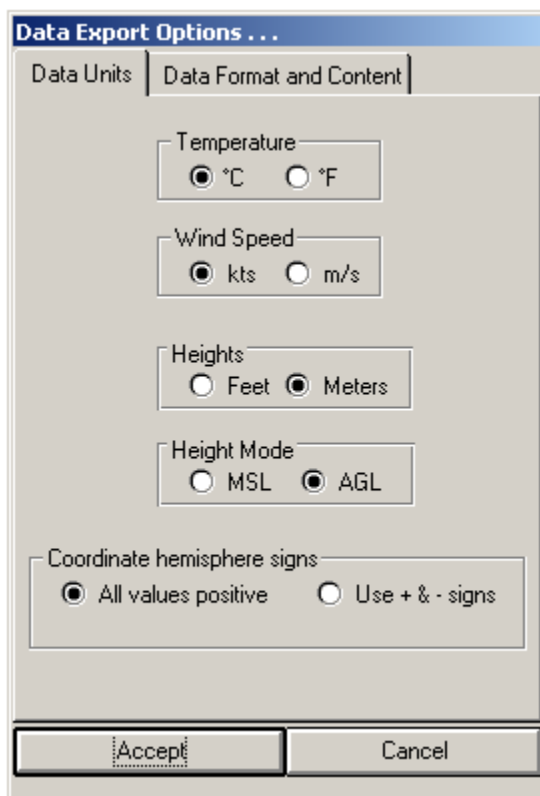 Data Export Options . . .
Data Units
Data Format and Content
Temperature
°C °F
Wind Speed
kts m/s
Heights
Feet Meters
Height Mode
MSL AGL
Coordinate hemisphere signs
All values positive Use + & - signs
Accept Cancel